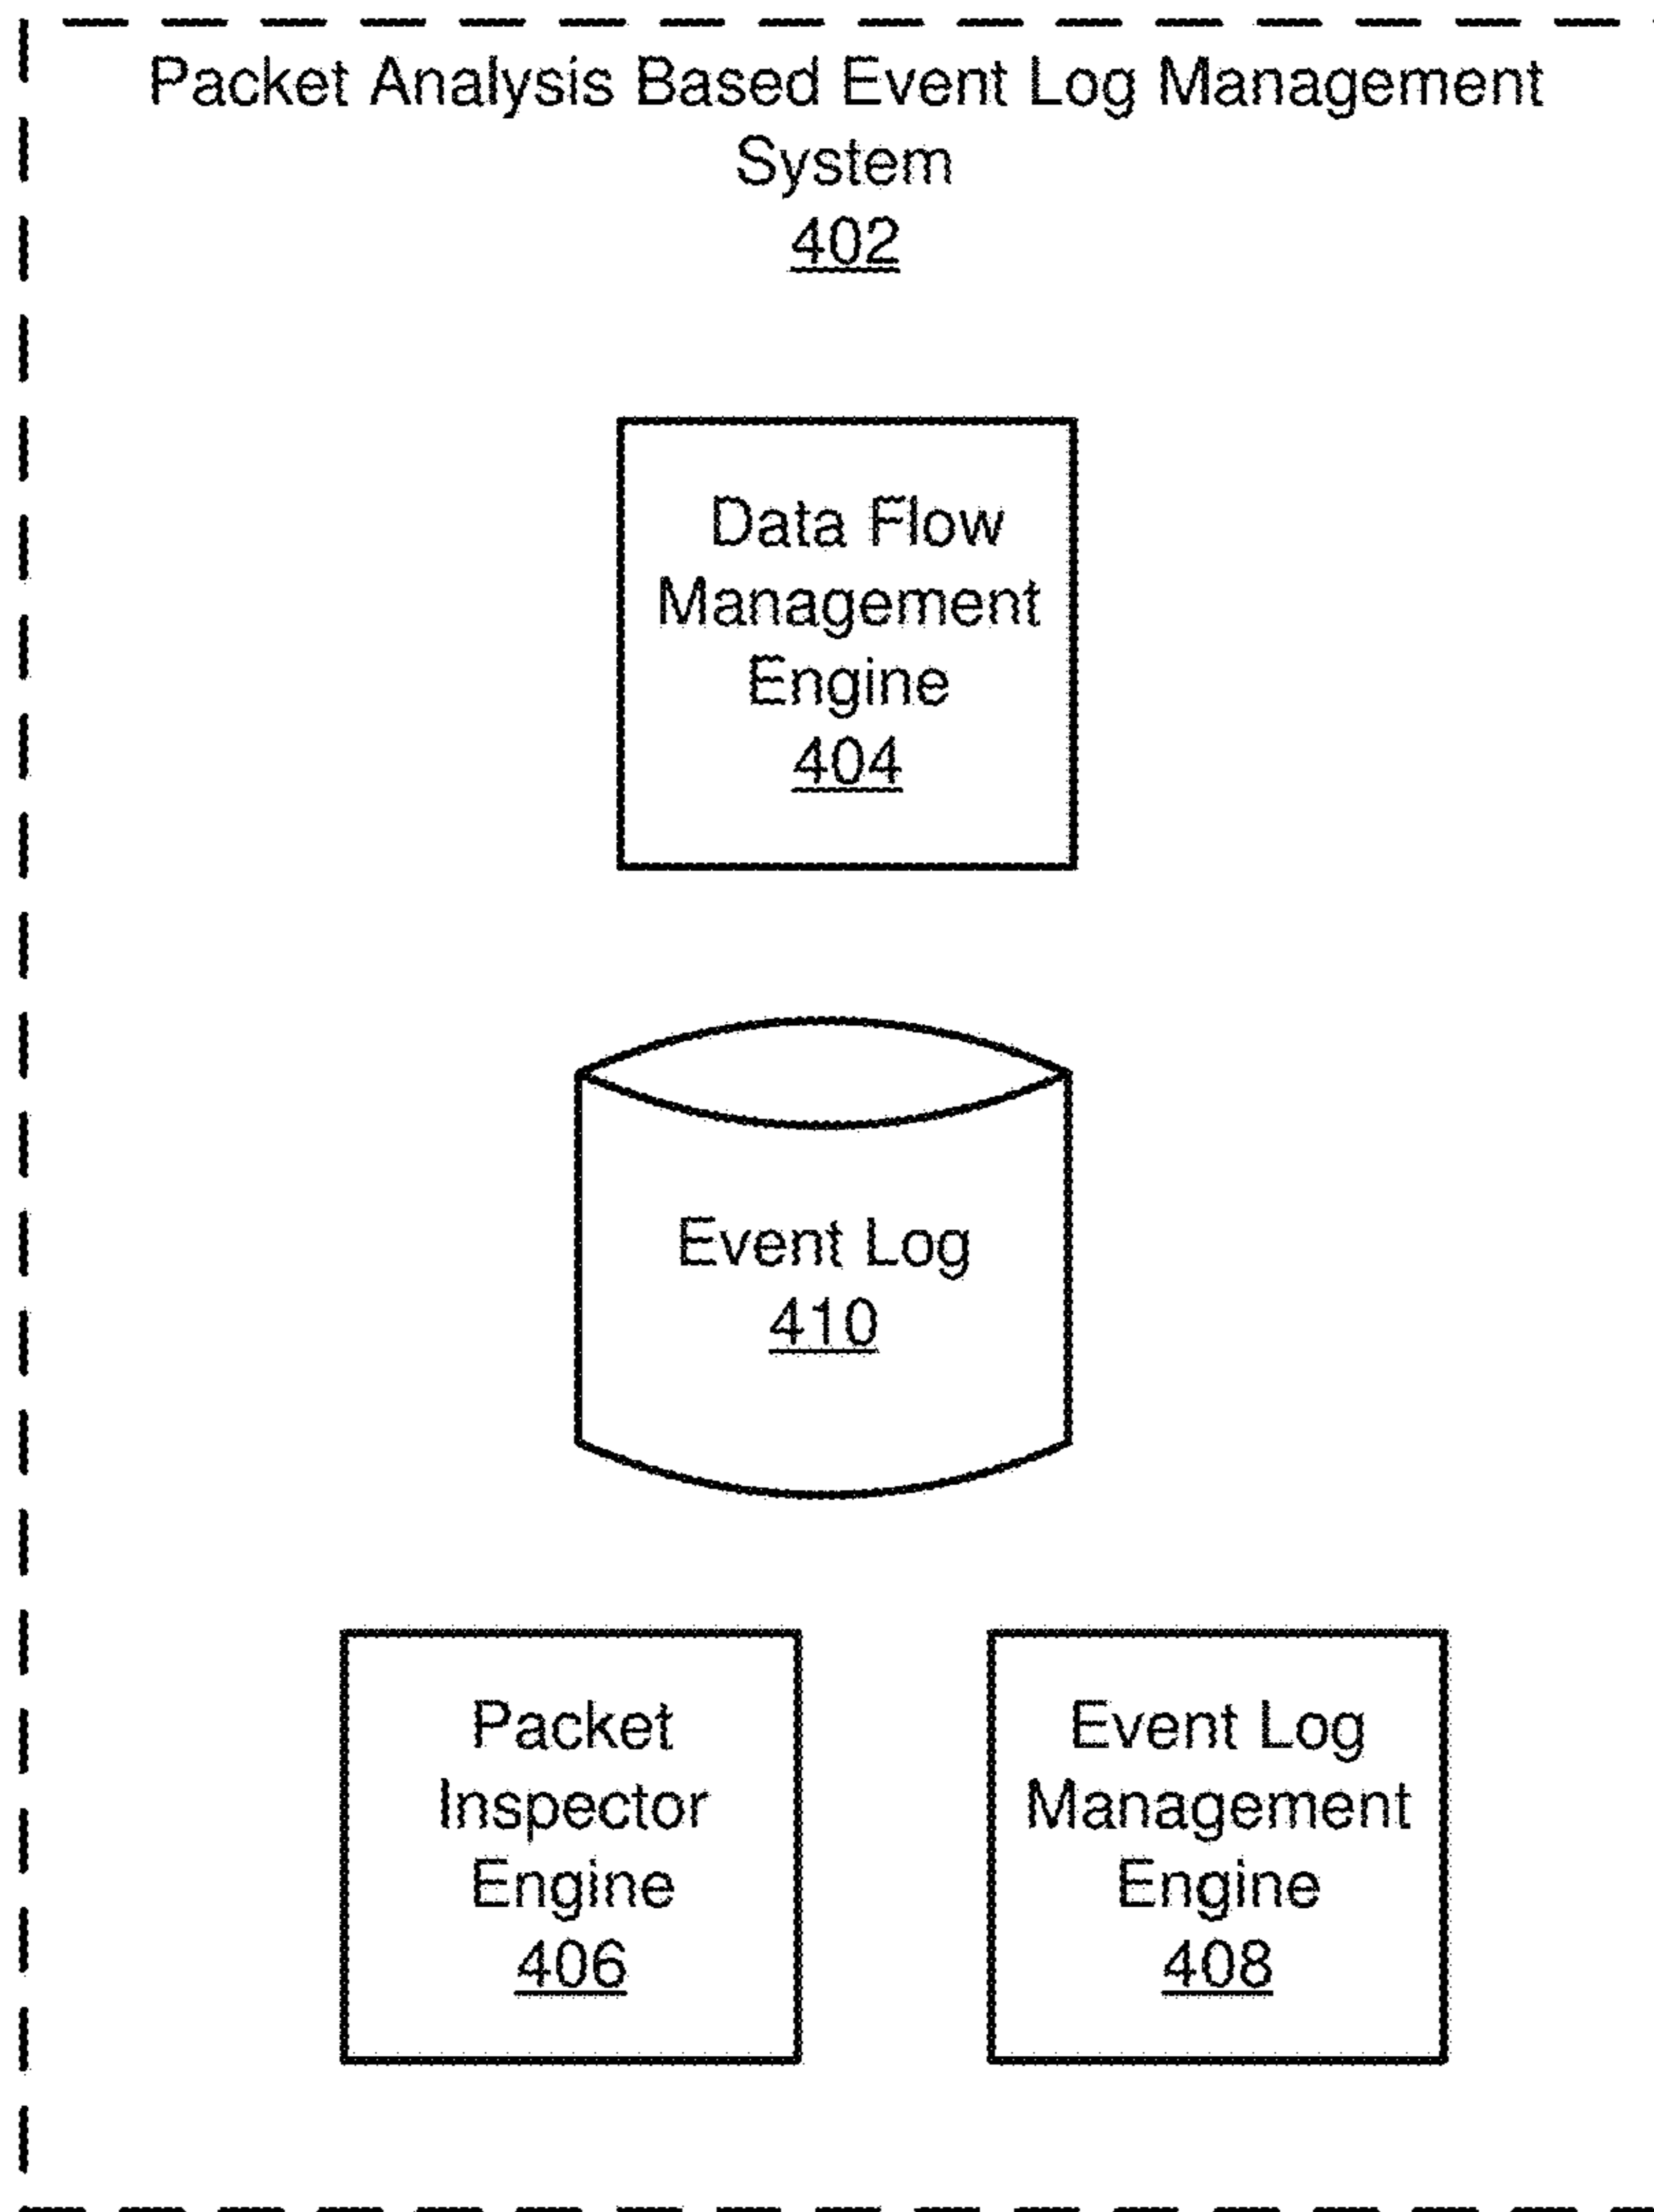 Packet Analysis Based Event Log Management
System
402
Data Flow
Management
Engine
404
Event Log
410
Packet
Inspector
Engine
406
Event Log
Management
Engine
408